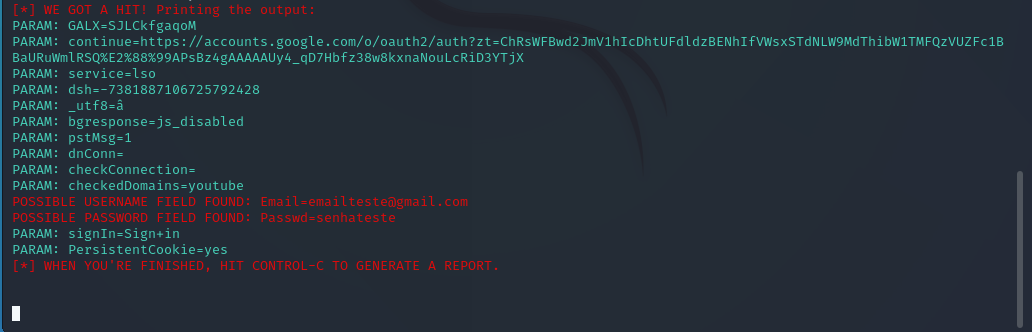 [*] WE GOT A HIT! Printing the output:
PARAM: GALX=SJLCkfgaqoM
PARAM: continue=https://accounts.google.com/o/oauth2/auth?zt=ChRsWFBwd2JmV1hIcDhtUFdldzBENhIfVWsxSTdNLW9MdThibW1TMFQzVUZFc1B
BaURuWmlRSQ%E2%88%99APsBz4gAAAAAUy4_qD7Hbfz38w8kxnaNouLcRiD3YTjX
PARAM: service=lso
PARAM: dsh=-7381887106725792428
PARAM: _utf8=â
PARAM: bgresponse=js_disabled
PARAM: pstMsg=1
PARAM: dnConn=
PARAM: checkConnection=
PARAM: checkedDomains=youtube
POSSIBLE USERNAME FIELD FOUND: Email=emailteste@gmail.com
POSSIBLE PASSWORD FIELD FOUND: Passwd=senhateste
PARAM: signIn=Sign+in
PARAM: PersistentCookie=yes
[*] WHEN YOU'RE FINISHED, HIT CONTROL-C TO GENERATE A REPORT.